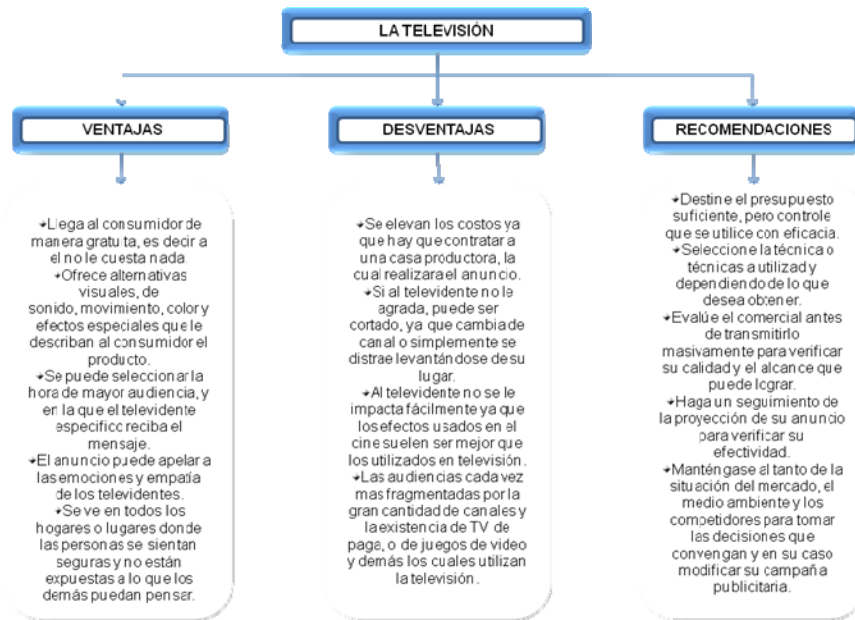 LA TELEVISIÓN
VENTAJAS
Llega al consumidor de
manera gratuita, es decir a
el no le cuesta nada.
Ofrece alternativas
visuales, de
sonido, movimiento, color y
efectos especiales que le
describan al consumidor el
producto.
Se puede seleccionar la
hora de mayor audiencia, y
en la que el televidente
especifico reciba el
mensaje.
El anuncio puede apelar a
las emociones y empatía
de los televidentes.
Se ve en todos los
hogares o lugares donde
las personas se sientan
seguras y no están
expuestas a lo que los
demás puedan pensar.
DESVENTAJAS
Se elevan los costos ya
que hay que contratar a
una casa productora, la
cual realizara el anuncio.
Si al televidente no le
agrada, puede ser
cortado, ya que cambia de
canal o simplemente se
distrae levantándose de su
lugar.
Al televidente no se le
impacta fácilmente ya que
los efectos usados en el
cine suelen ser mejor que
los utilizados en televisión.
Las audiencias cada vez
mas fragmentadas por la
gran cantidad de canales y
la existencia de TV de
paga, o de juegos de video
y demás los cuales utilizan
la televisión.
RECOMENDACIONES
Destine el presupuesto
suficiente, pero controle
que se utilice con eficacia.
Seleccione la técnica o
técnicas a utilizad y
dependiendo de lo que
desea obtener.
Evalúe el comercial antes
de transmitirlo
masivamente para verificar
su calidad y el alcance que
puede lograr.
Haga un seguimiento de
la proyección de su anuncio
para verificar su
efectividad.
Manténgase al tanto de la
situación del mercado, el
medio ambiente y los
competidores para tomar
las decisiones que
convengan y en su caso
modificar su campaña
publicitaria.